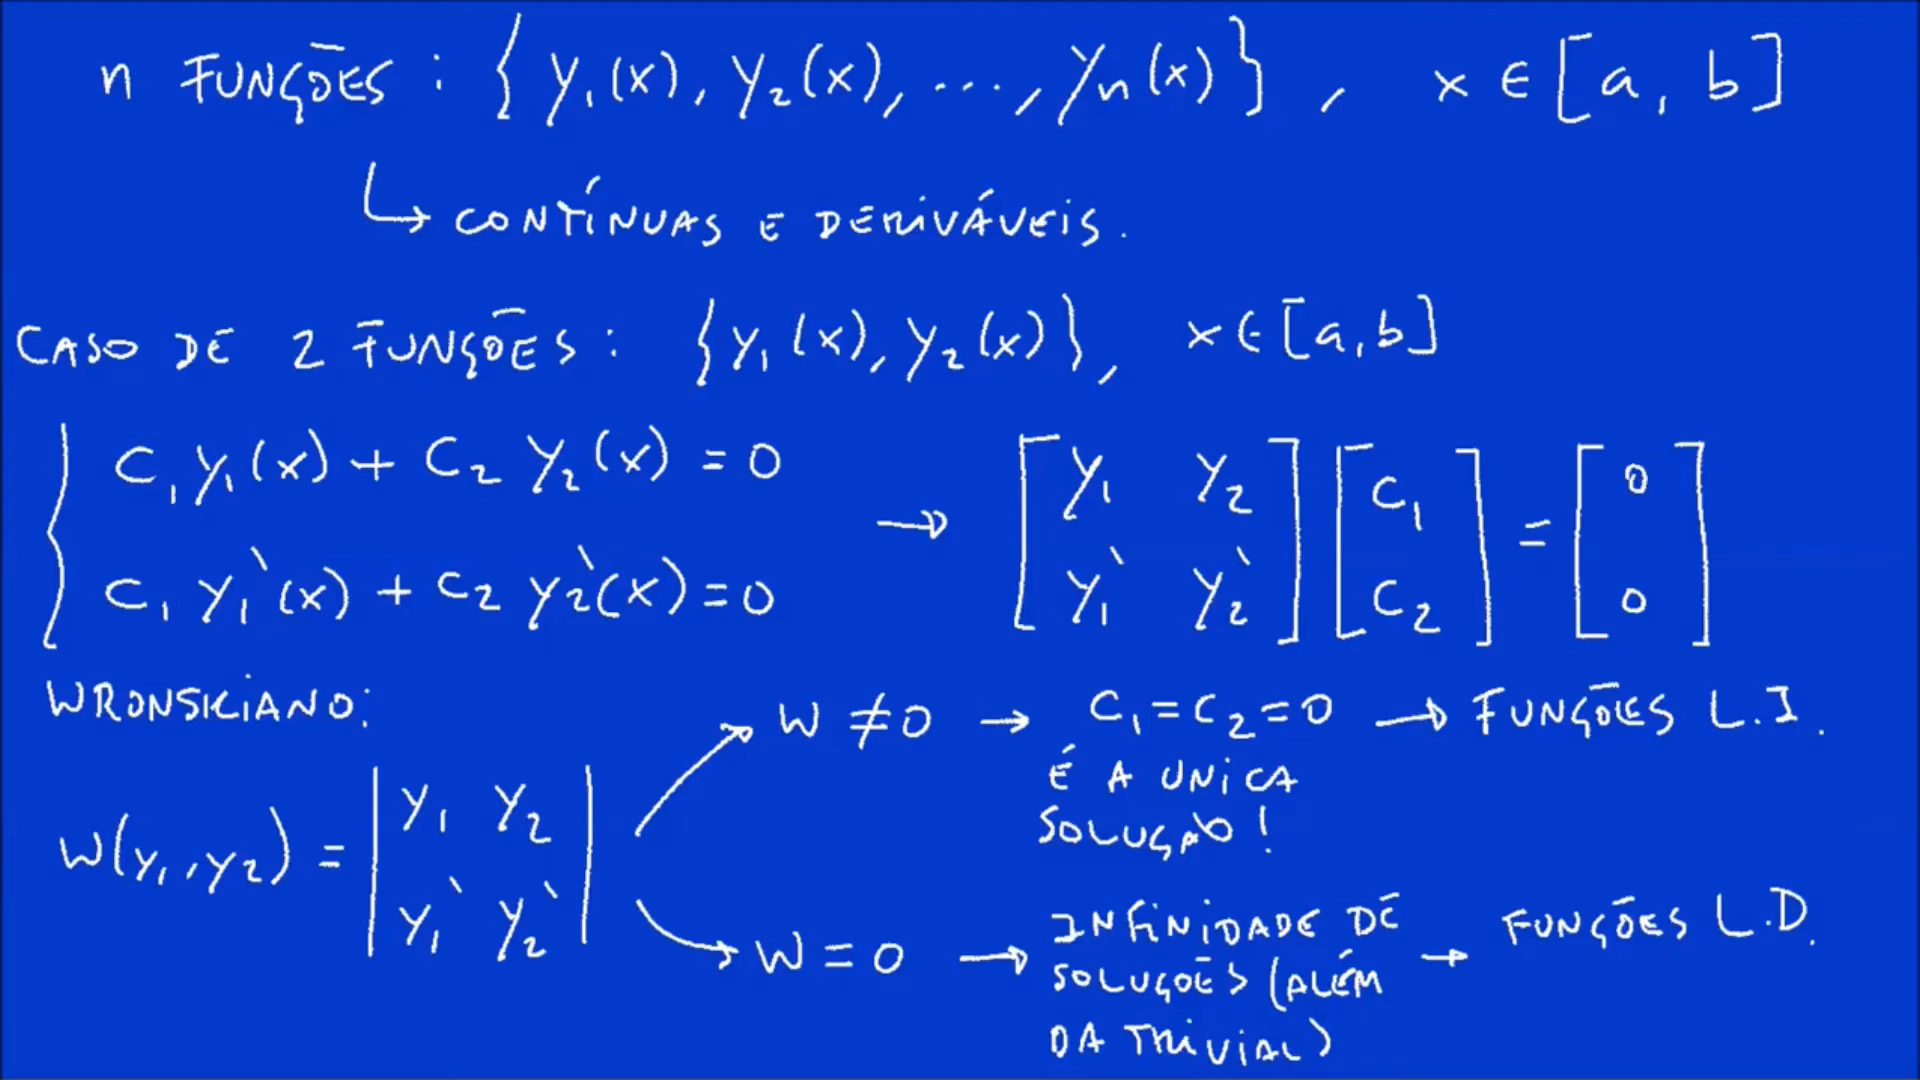 n FUNÇÕES : { y₁(x), y₂(x), ..., yₙ(x) } , x ∈ [a, b]
↳ CONTÍNUAS E DERIVÁVEIS.
CASO DE 2 FUNÇÕES : { y₁(x), y₂(x) }, x ∈ [a, b]
{ C₁ y₁(x) + C₂ y₂(x) = 0
C₁ y₁'(x) + C₂ y₂'(x) = 0
→ [ y₁ y₂ ; y₁' y₂' ] [ C₁ ; C₂ ] = [ 0 ; 0 ]
WRONSKIANO:
W(y₁, y₂) = | y₁ y₂ ; y₁' y₂' |
W ≠ 0 → C₁ = C₂ = 0 → FUNÇÕES L.I.
É A UNICA
SOLUÇÃO!
W = 0 → INFINIDADE DE → FUNÇÕES L.D.
SOLUÇÕES (ALÉM
DA TRIVIAL)